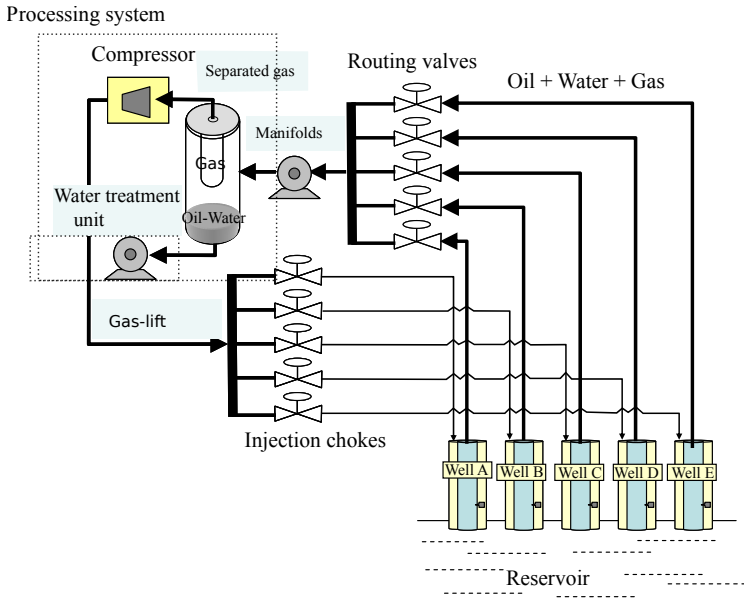 Processing system
Compressor
Separated gas
Routing valves
Oil + Water + Gas
Manifolds
Gas
Water treatment
unit
Oil-Water
Gas-lift
Injection chokes
Well A
Well B
Well C
Well D
Well E
Reservoir